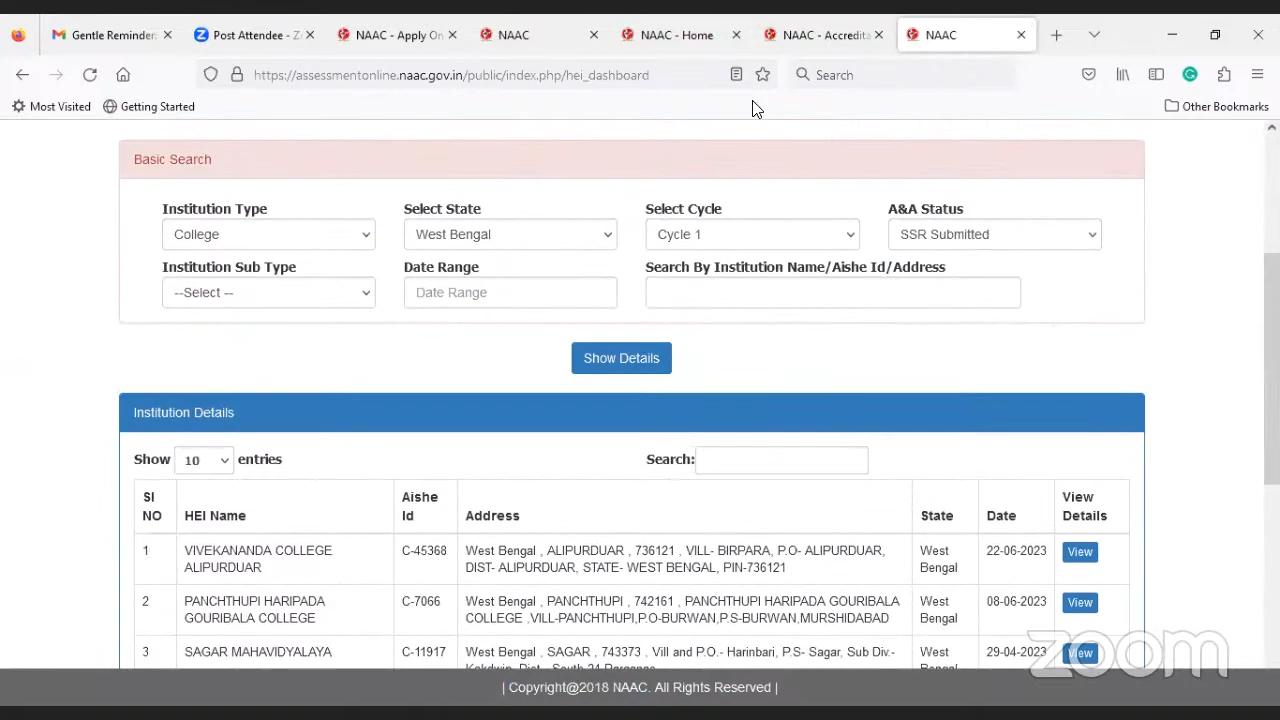 Gentle Reminder:
Post Attendee - Z
NAAC - Apply On
NAAC
NAAC - Home
NAAC - Accredita
NAAC
https://assessmentonline.naac.gov.in/public/index.php/hei_dashboard
Search
Most Visited
Getting Started
Other Bookmarks
Basic Search
Institution Type
Select State
Select Cycle
A&A Status
College
West Bengal
Cycle 1
SSR Submitted
Institution Sub Type
Date Range
Search By Institution Name/Aishe Id/Address
--Select --
Date Range
Show Details
Institution Details
Show 10 entries
Search:
SI NO
HEI Name
Aishe Id
Address
State
Date
View Details
1
VIVEKANANDA COLLEGE
ALIPURDUAR
C-45368
West Bengal , ALIPURDUAR , 736121 , VILL- BIRPARA, P.O- ALIPURDUAR,
DIST- ALIPURDUAR, STATE- WEST BENGAL, PIN-736121
West
Bengal
22-06-2023
View
2
PANCHTHUPI HARIPADA
GOURIBALA COLLEGE
C-7066
West Bengal , PANCHTHUPI , 742161 , PANCHTHUPI HARIPADA GOURIBALA
COLLEGE ,VILL-PANCHTHUPI,P.O-BURWAN,P.S-BURWAN,MURSHIDABAD
West
Bengal
08-06-2023
View
3
SAGAR MAHAVIDYALAYA
C-11917
West Bengal , SAGAR , 743373 , Vill and P.O.- Harinbari, P.S- Sagar, Sub Div.-
West
29-04-2023
View
zoom
| Copyright@2018 NAAC. All Rights Reserved |